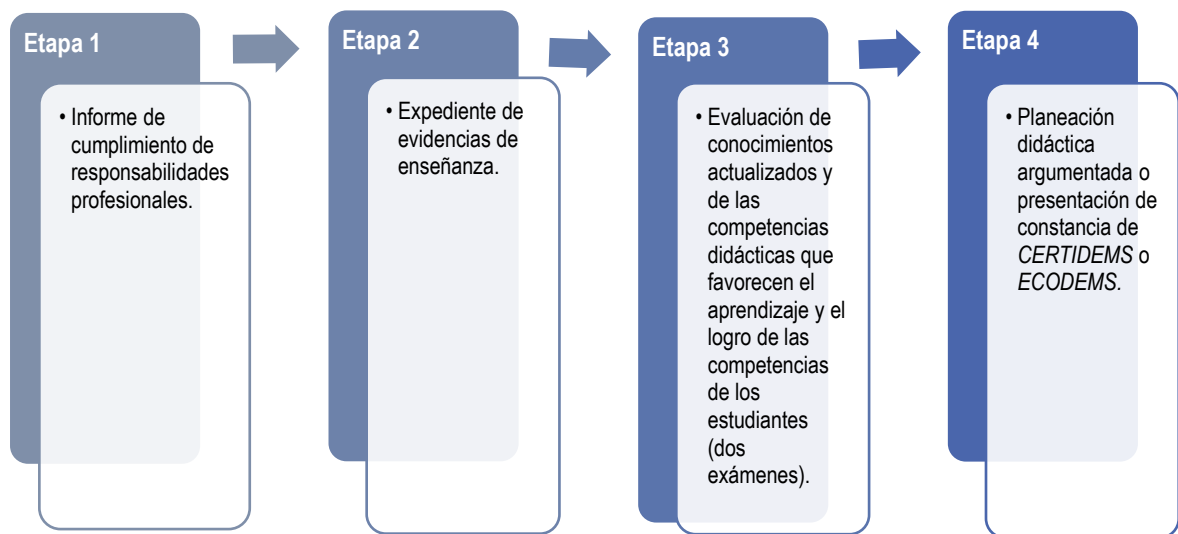 Etapa 1
• Informe de
cumplimiento de
responsabilidades
profesionales.
Etapa 2
• Expediente de
evidencias de
enseñanza.
Etapa 3
• Evaluación de
conocimientos
actualizados y
de las
competencias
didácticas que
favorecen el
aprendizaje y el
logro de las
competencias
de los
estudiantes
(dos
exámenes).
Etapa 4
• Planeación
didáctica
argumentada o
presentación de
constancia de
CERTIDEMS o
ECODEMS.